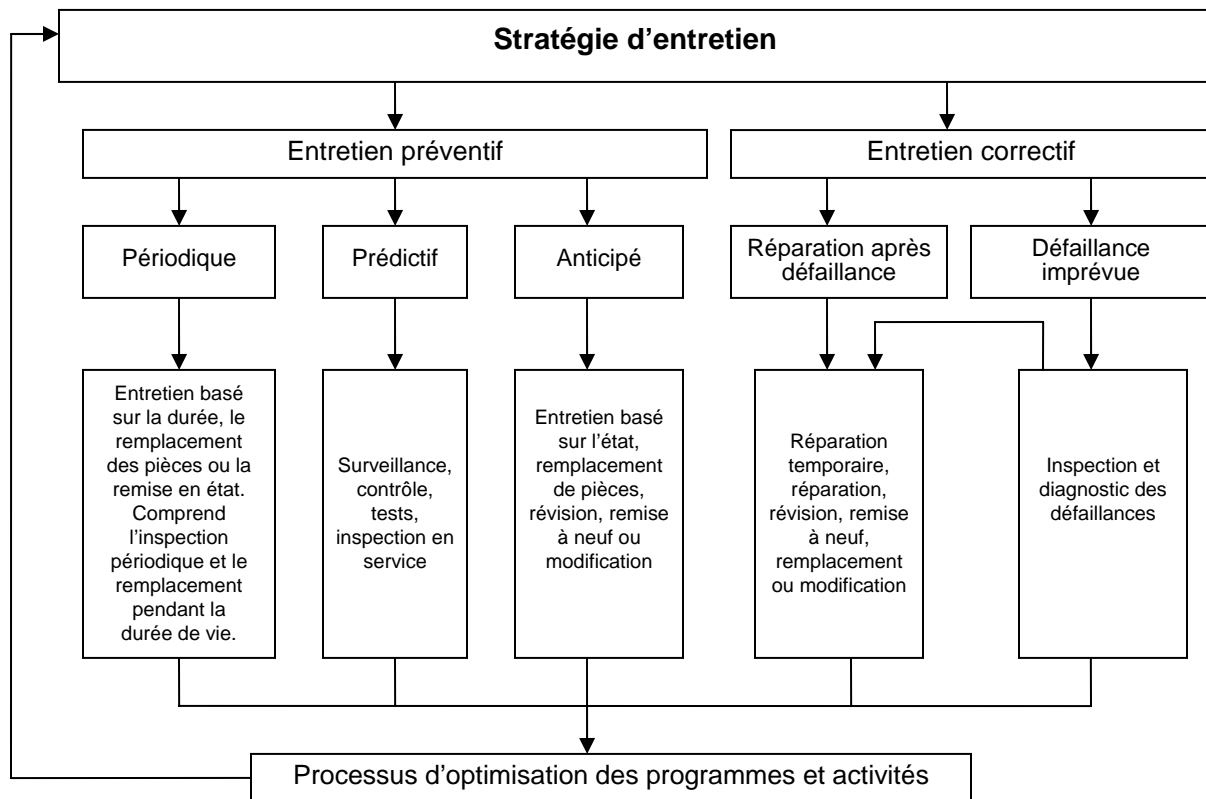 Stratégie d'entretien
Entretien préventif
Entretien correctif
Périodique
Prédictif
Anticipé
Réparation après
défaillance
Défaillance
imprévue
Entretien basé
sur la durée, le
remplacement
des pièces ou la
remise en état.
Comprend
l'inspection
périodique et le
remplacement
pendant la
durée de vie.
Surveillance,
contrôle,
tests,
inspection en
service
Entretien basé
sur l'état,
remplacement
de pièces,
révision, remise
à neuf ou
modification
Réparation
temporaire,
réparation,
révision, remise
à neuf,
remplacement
ou modification
Inspection et
diagnostic des
défaillances
Processus d'optimisation des programmes et activités